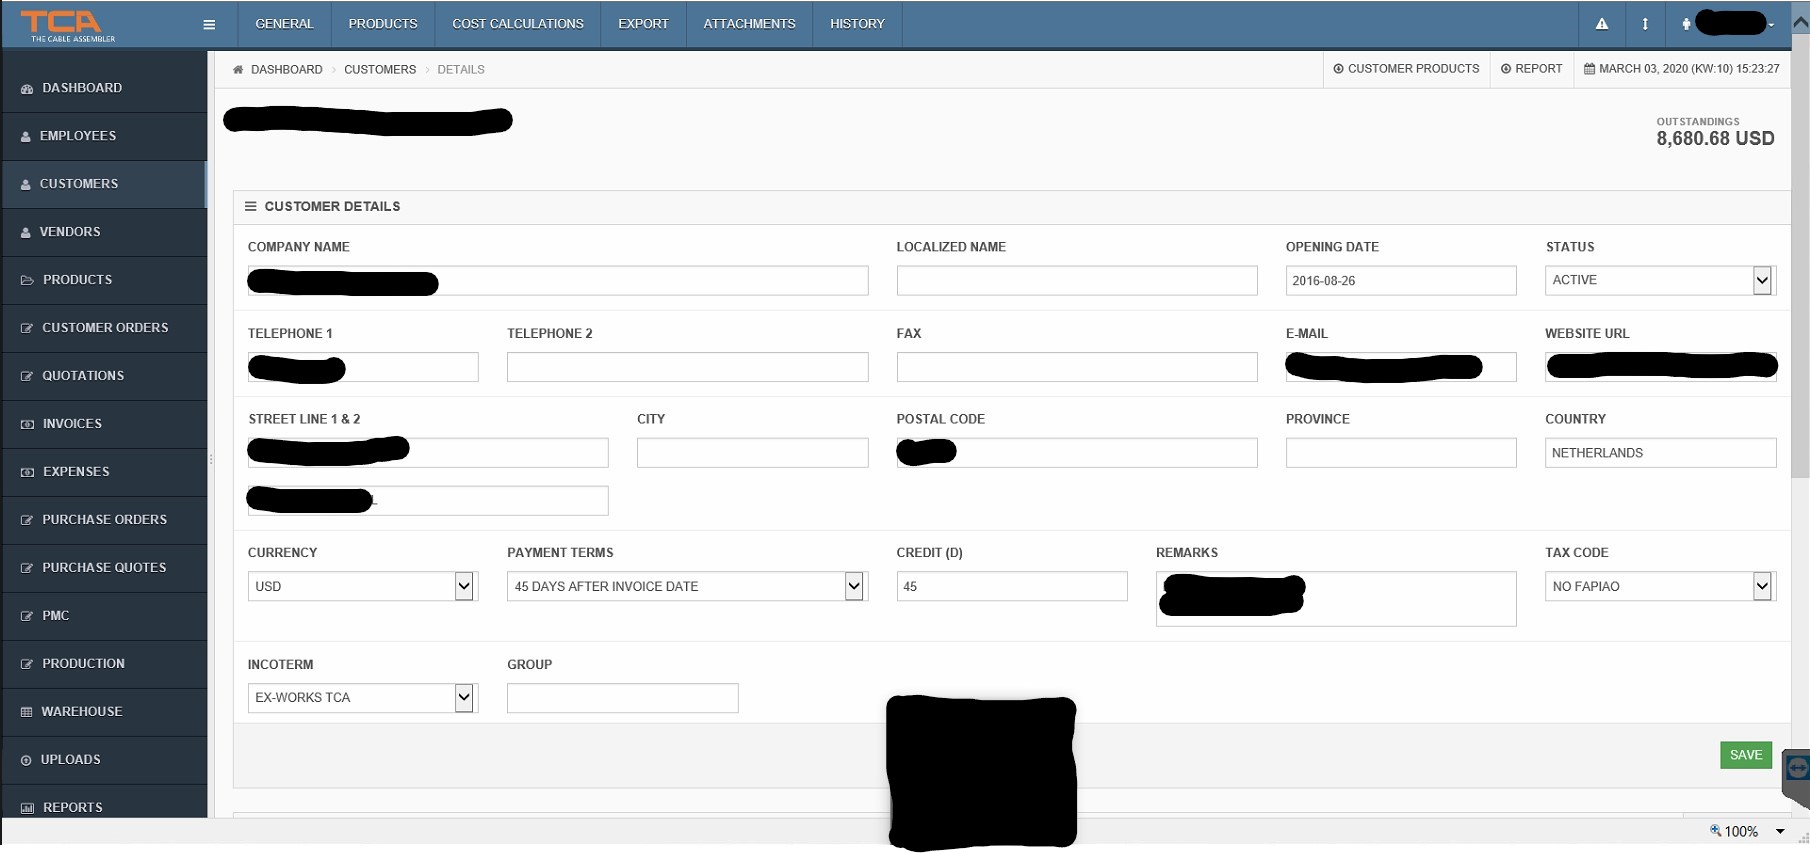 TCA
THE CABLE ASSEMBLER
GENERAL PRODUCTS COST CALCULATIONS EXPORT ATTACHMENTS HISTORY
DASHBOARD CUSTOMERS DETAILS
CUSTOMER PRODUCTS REPORT MARCH 03, 2020 (KW:10) 15:23:27
DASHBOARD
EMPLOYEES
CUSTOMERS
VENDORS
PRODUCTS
CUSTOMER ORDERS
QUOTATIONS
INVOICES
EXPENSES
PURCHASE ORDERS
PURCHASE QUOTES
PMC
PRODUCTION
WAREHOUSE
UPLOADS
REPORTS
OUTSTANDINGS
8,680.68 USD
CUSTOMER DETAILS
COMPANY NAME LOCALIZED NAME OPENING DATE STATUS
2016-08-26 ACTIVE
TELEPHONE 1 TELEPHONE 2 FAX E-MAIL WEBSITE URL
STREET LINE 1 & 2 CITY POSTAL CODE PROVINCE COUNTRY
NETHERLANDS
CURRENCY PAYMENT TERMS CREDIT (D) REMARKS TAX CODE
USD 45 DAYS AFTER INVOICE DATE 45 NO FAPIAO
INCOTERM GROUP
EX-WORKS TCA
SAVE
100%